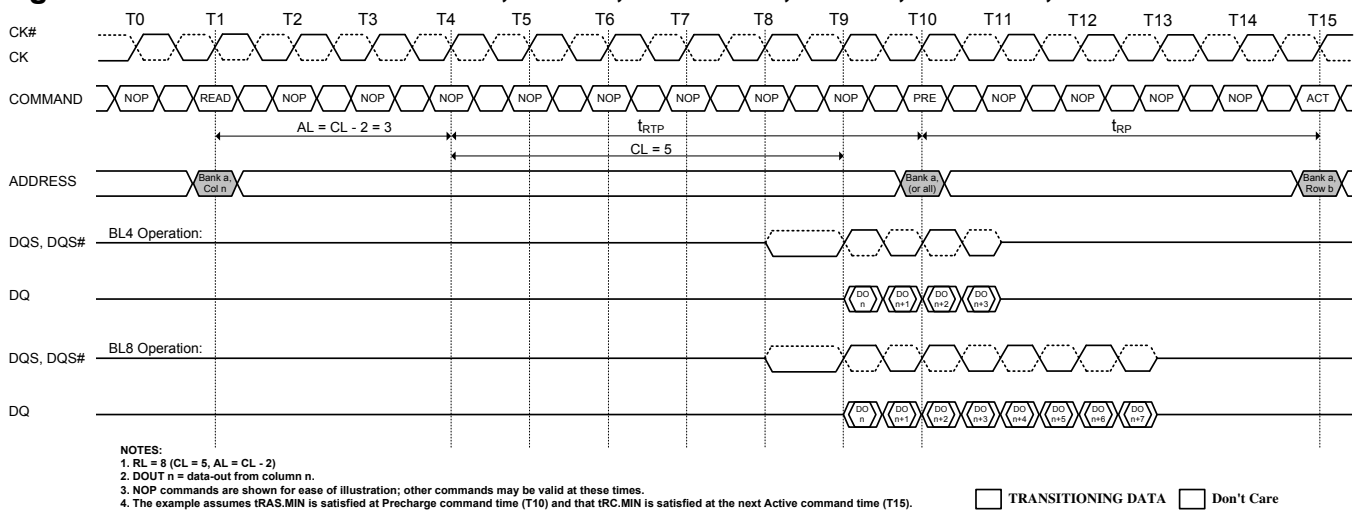 T0 T1 T2 T3 T4 T5 T6 T7 T8 T9 T10 T11 T12 T13 T14 T15
CK#
CK
COMMAND NOP READ NOP NOP NOP NOP NOP NOP NOP NOP PRE NOP NOP NOP NOP ACT
AL = CL - 2 = 3 tRTP tRP
CL = 5
ADDRESS Bank a, Col n Bank a, (or all) Bank a, Row b
DQS, DQS# BL4 Operation:
DQ DO n DO n+1 DO n+2 DO n+3
DQS, DQS# BL8 Operation:
DQ DO n DO n+1 DO n+2 DO n+3 DO n+4 DO n+5 DO n+6 DO n+7
NOTES:
1. RL = 8 (CL = 5, AL = CL - 2)
2. DOUT n = data-out from column n.
3. NOP commands are shown for ease of illustration; other commands may be valid at these times.
4. The example assumes tRAS.MIN is satisfied at Precharge command time (T10) and that tRC.MIN is satisfied at the next Active command time (T15).
TRANSITIONING DATA Don't Care